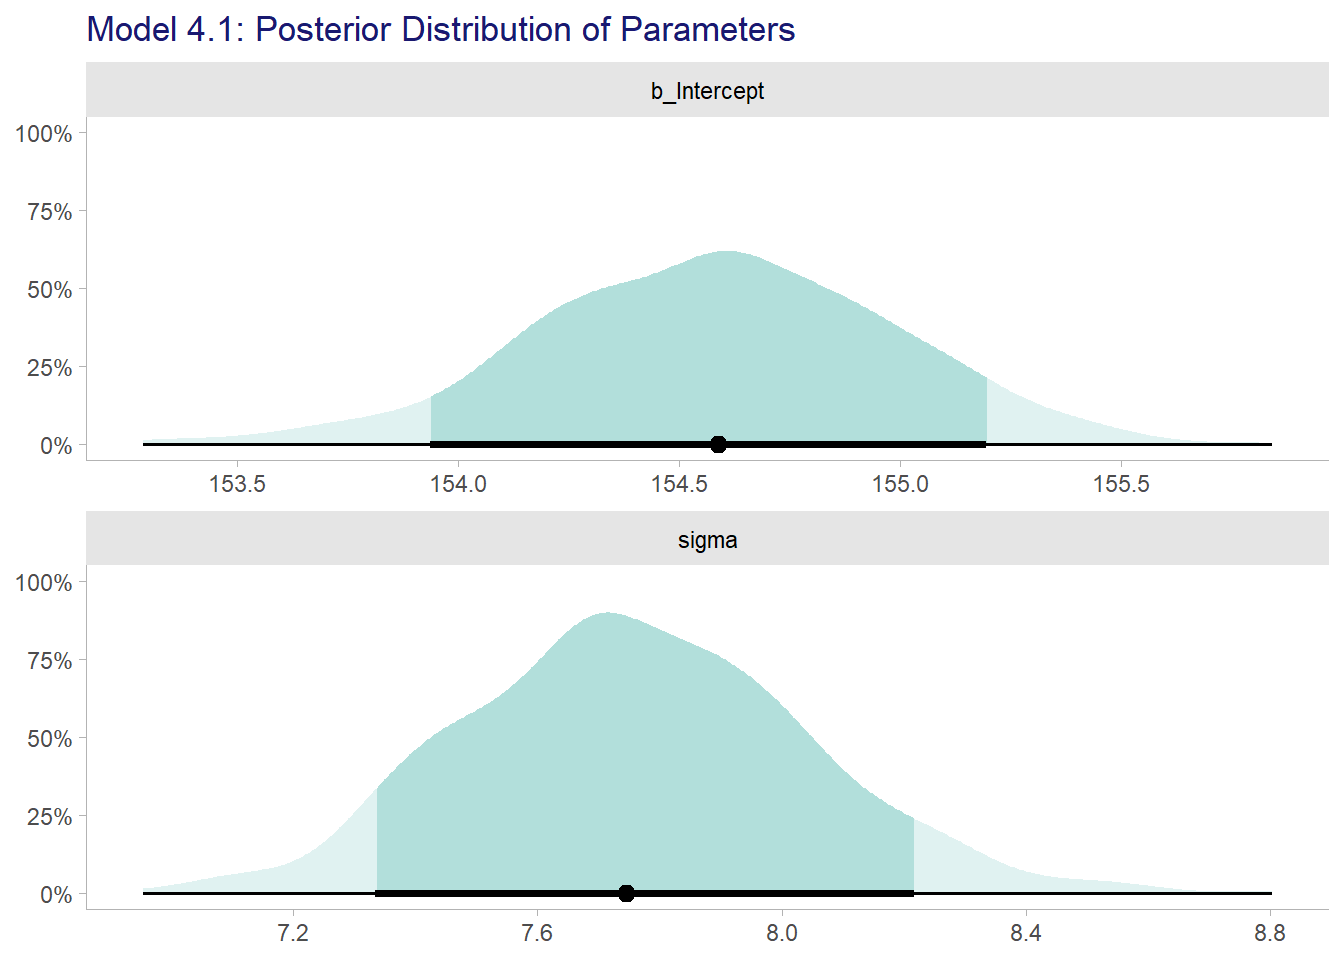 Model 4.1: Posterior Distribution of Parameters
b_Intercept
100%
75%
50%
25%
0%
153.5 154.0 154.5 155.0 155.5
sigma
100%
75%
50%
25%
0%
7.2 7.6 8.0 8.4 8.8